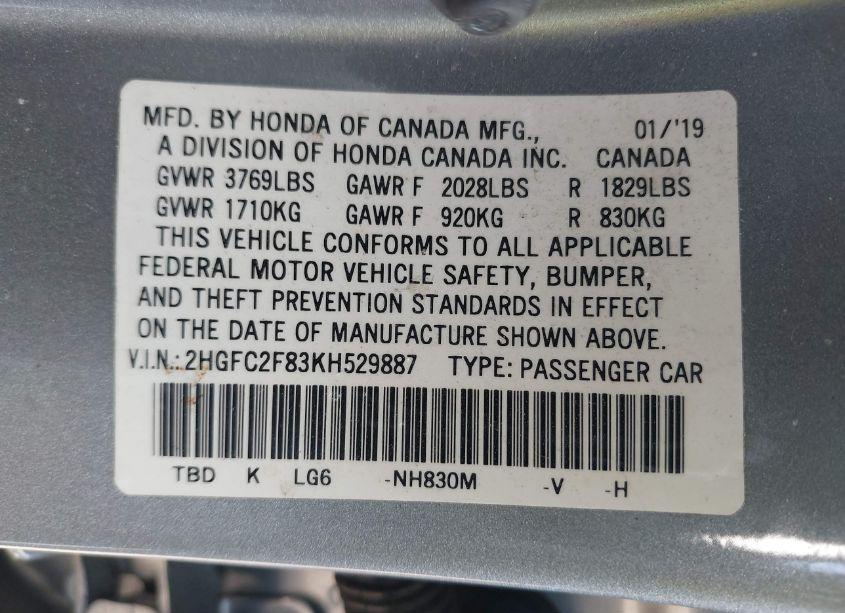 MFD. BY HONDA OF CANADA MFG., 01/'19
A DIVISION OF HONDA CANADA INC. CANADA
GVWR 3769LBS GAWR F 2028LBS R 1829LBS
GVWR 1710KG GAWR F 920KG R 830KG
THIS VEHICLE CONFORMS TO ALL APPLICABLE
FEDERAL MOTOR VEHICLE SAFETY, BUMPER,
AND THEFT PREVENTION STANDARDS IN EFFECT
ON THE DATE OF MANUFACTURE SHOWN ABOVE.
V.I.N.: 2HGFC2F83KH529887 TYPE: PASSENGER CAR
TBD K LG6 -NH830M -V -H